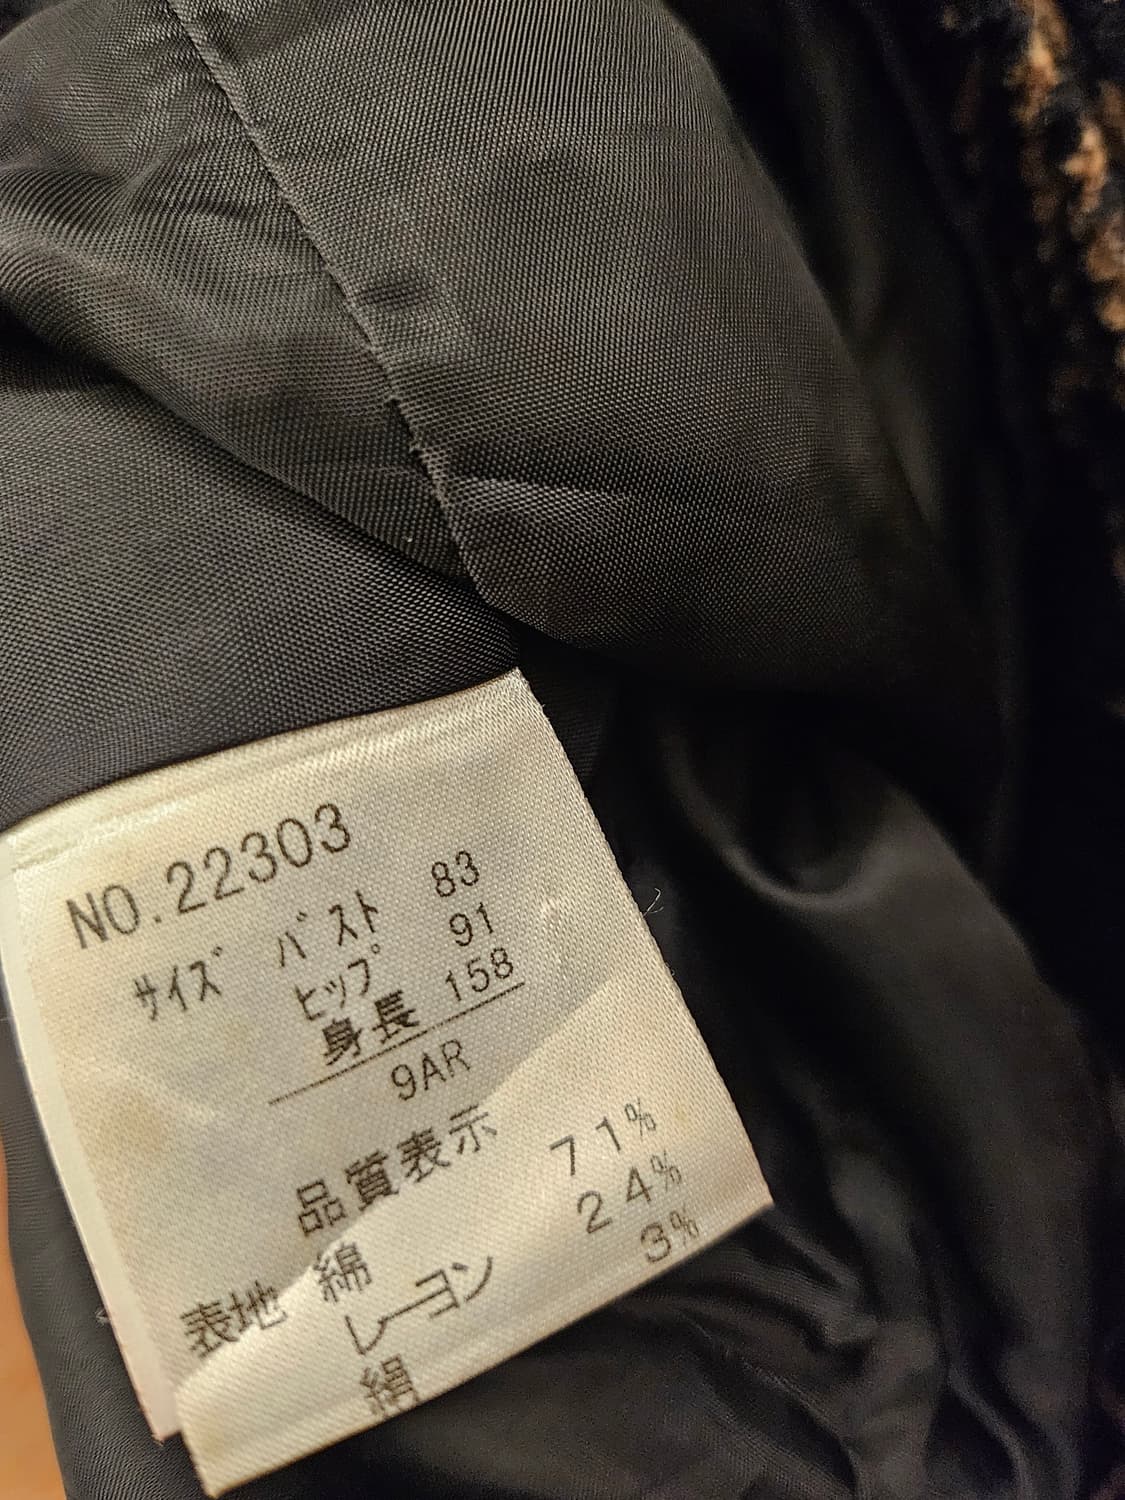 NO.22303
サイズ バスト 83
ヒップ 91
身長 158
9AR
品質表示
表地 綿 71%
レーヨン 24%
絹 3%